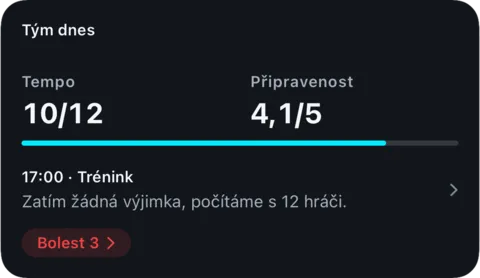 Tým dnes
Tempo
10/12
Připravenost
4,1/5
17:00 · Trénink
Zatím žádná výjimka, počítáme s 12 hráči.
Bolest 3